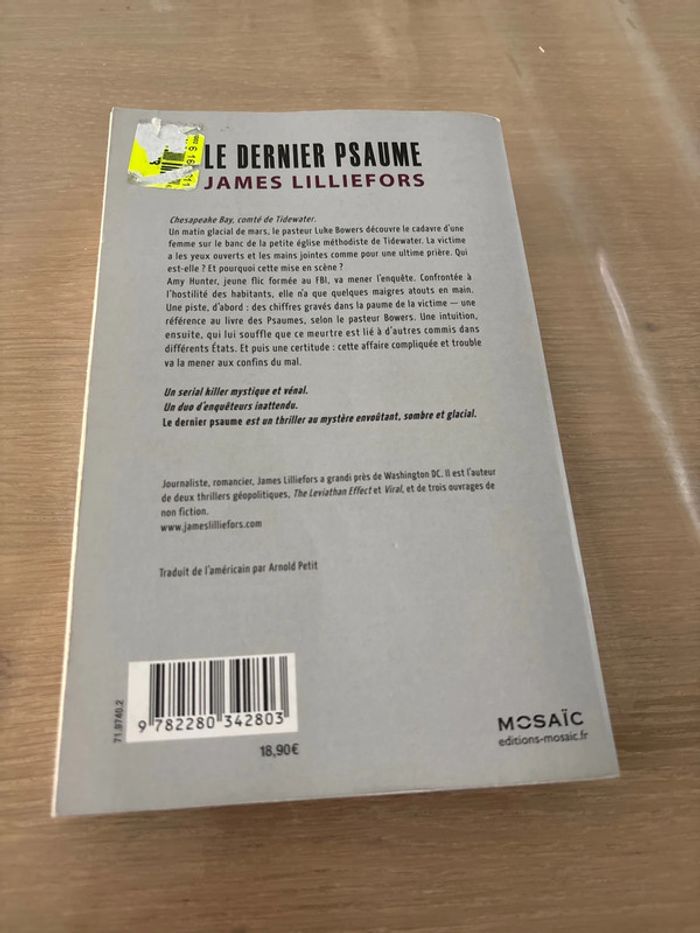 LE DERNIER PSAUME
JAMES LILLIEFORS
Chesapeake Bay, comté de Tidewater.
Un matin glacial de mars, le pasteur Luke Bowers découvre le cadavre d'une
femme sur le banc de la petite église méthodiste de Tidewater. La victime
a les yeux ouverts et les mains jointes comme pour une ultime prière. Qui
est-elle ? Et pourquoi cette mise en scène ?
Amy Hunter, jeune flic formée au FBI, va mener l'enquête. Confrontée à
l'hostilité des habitants, elle n'a que quelques maigres atouts en main.
Une piste, d'abord : des chiffres gravés dans la paume de la victime — une
référence au livre des Psaumes, selon le pasteur Bowers. Une intuition,
ensuite, qui lui souffle que ce meurtre est lié à d'autres commis dans
différents États. Et puis une certitude : cette affaire compliquée et trouble
va la mener aux confins du mal.
Un serial killer mystique et vénal.
Un duo d'enquêteurs inattendu.
Le dernier psaume est un thriller au mystère envoûtant, sombre et glacial.
Journaliste, romancier, James Lilliefors a grandi près de Washington DC. Il est l'auteur
de deux thrillers géopolitiques, The Leviathan Effect et Viral, et de trois ouvrages de
non fiction.
www.jameslilliefors.com
Traduit de l'américain par Arnold Petit
71.9740.2
9 782280 342803
18,90€
MOSAÏC
editions-mosaic.fr